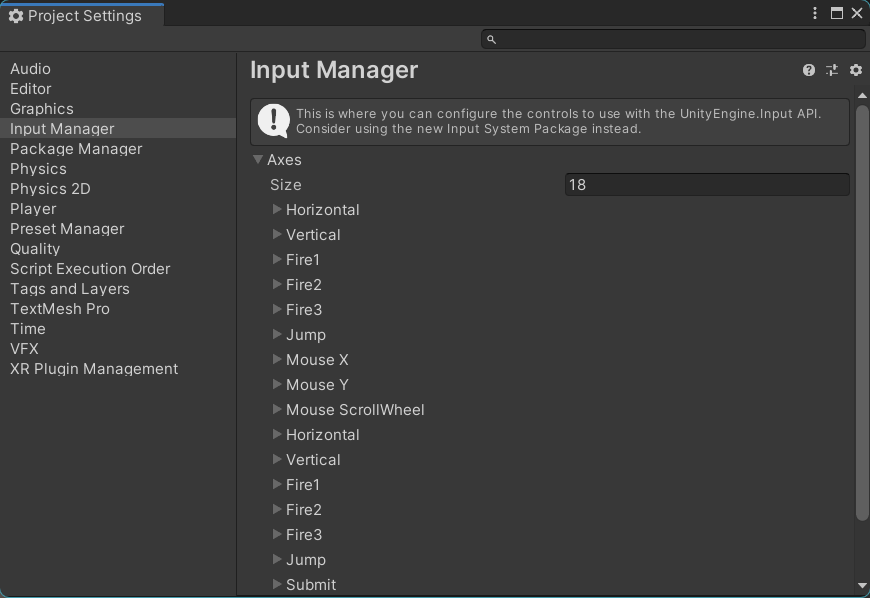 Project Settings
Audio
Editor
Graphics
Input Manager
Package Manager
Physics
Physics 2D
Player
Preset Manager
Quality
Script Execution Order
Tags and Layers
TextMesh Pro
Time
VFX
XR Plugin Management
Input Manager
This is where you can configure the controls to use with the UnityEngine.Input API.
Consider using the new Input System Package instead.
Axes
Size 18
Horizontal
Vertical
Fire1
Fire2
Fire3
Jump
Mouse X
Mouse Y
Mouse ScrollWheel
Horizontal
Vertical
Fire1
Fire2
Fire3
Jump
Submit